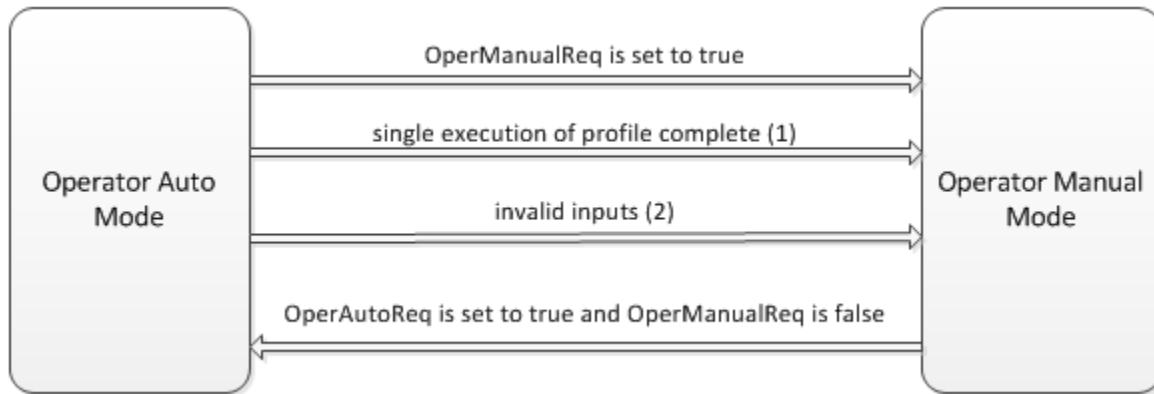 OperManualReq is set to true
single execution of profile complete (1)
Operator Auto
Mode
Operator Manual
Mode
invalid inputs (2)
OperAutoReq is set to true and OperManualReq is false